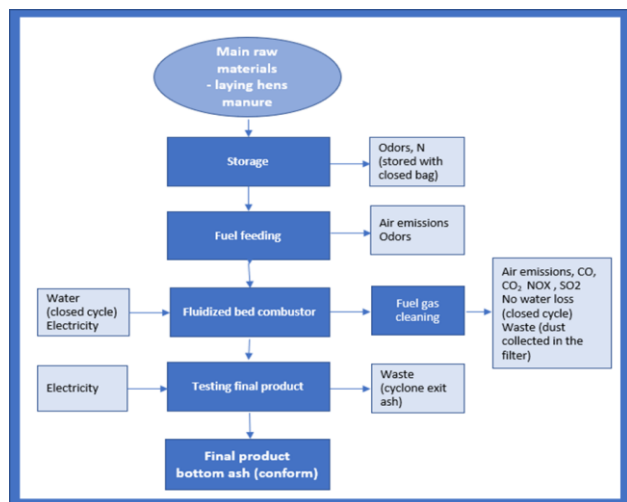 Main raw
materials
- laying hens
manure
Storage
Odors, N
(stored with
closed bag)
Fuel feeding
Air emissions
Odors
Water
(closed cycle)
Electricity
Fluidized bed combustor
Fuel gas
cleaning
Air emissions, CO,
CO₂ NOX , SO2
No water loss
(closed cycle)
Waste (dust
collected in the
filter)
Electricity
Testing final product
Waste
(cyclone exit
ash)
Final product
bottom ash (conform)